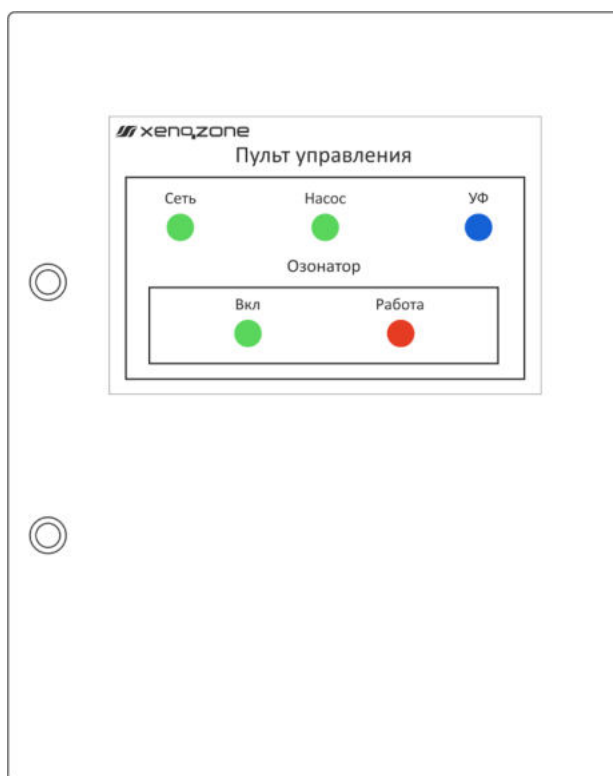 xenozone
Пульт управления
Сеть Насос УФ
Озонатор
Вкл Работа